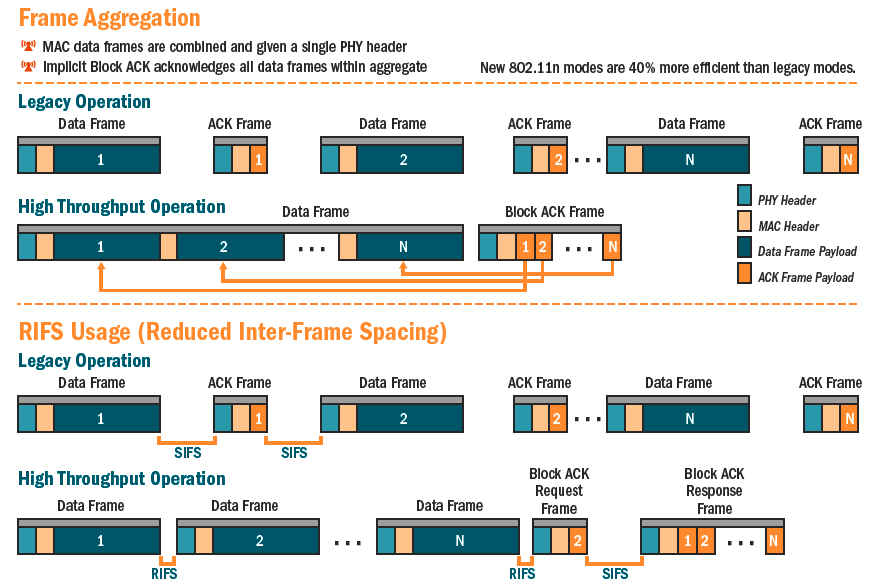 Frame Aggregation
MAC data frames are combined and given a single PHY header
Implicit Block ACK acknowledges all data frames within aggregate
New 802.11n modes are 40% more efficient than legacy modes.
Legacy Operation
Data Frame ACK Frame Data Frame ACK Frame Data Frame ACK Frame
1 1 2 2 ... N N
High Throughput Operation
Data Frame Block ACK Frame
1 2 ... N 1 2 ... N
PHY Header
MAC Header
Data Frame Payload
ACK Frame Payload
RIFS Usage (Reduced Inter-Frame Spacing)
Legacy Operation
Data Frame ACK Frame Data Frame ACK Frame Data Frame ACK Frame
1 1 2 2 ... N N
SIFS SIFS
High Throughput Operation
Data Frame Data Frame Data Frame
Block ACK
Request
Frame
Block ACK
Response
Frame
1 2 ... N 2 1 2 ... N
RIFS RIFS SIFS